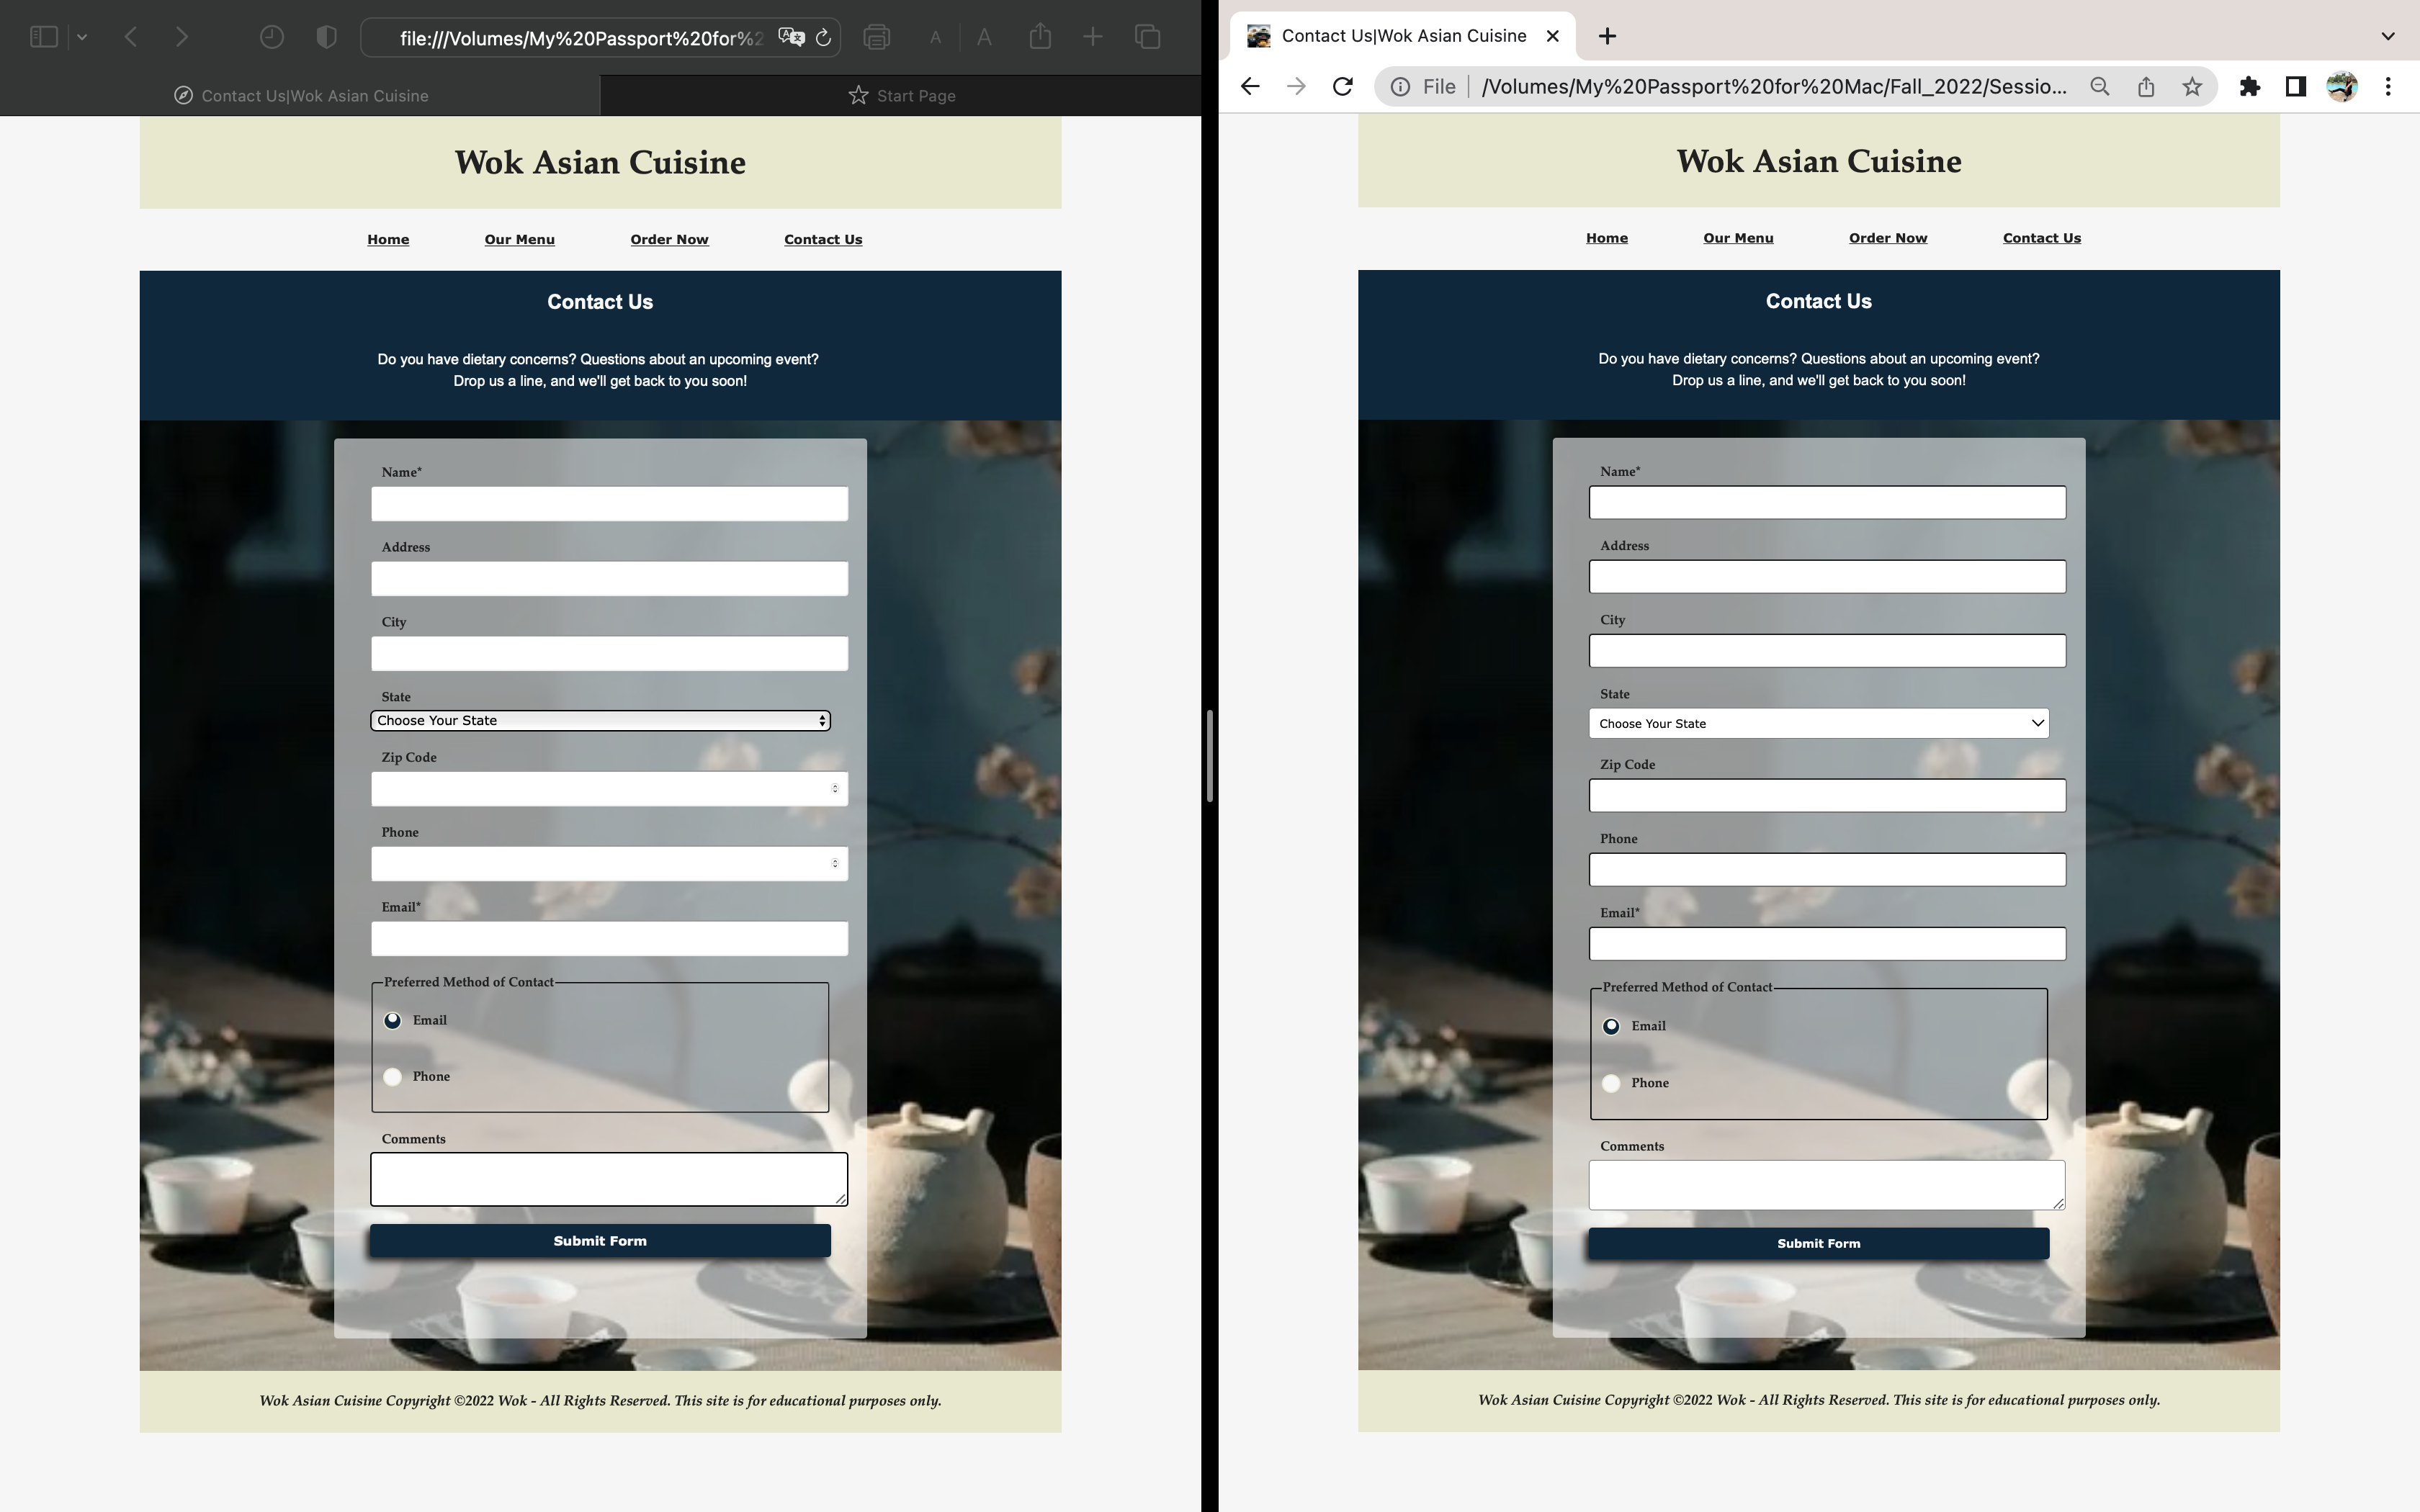 file:///Volumes/My%20Passport%20for%2
A A
Contact Us|Wok Asian Cuisine
Start Page
Wok Asian Cuisine
Home Our Menu Order Now Contact Us
Contact Us
Do you have dietary concerns? Questions about an upcoming event?
Drop us a line, and we'll get back to you soon!
Name*
Address
City
State
Choose Your State
Zip Code
Phone
Email*
Preferred Method of Contact
Email
Phone
Comments
Submit Form
Wok Asian Cuisine Copyright ©2022 Wok - All Rights Reserved. This site is for educational purposes only.
Contact Us|Wok Asian Cuisine
File /Volumes/My%20Passport%20for%20Mac/Fall_2022/Sessio...
Wok Asian Cuisine
Home Our Menu Order Now Contact Us
Contact Us
Do you have dietary concerns? Questions about an upcoming event?
Drop us a line, and we'll get back to you soon!
Name*
Address
City
State
Choose Your State
Zip Code
Phone
Email*
Preferred Method of Contact
Email
Phone
Comments
Submit Form
Wok Asian Cuisine Copyright ©2022 Wok - All Rights Reserved. This site is for educational purposes only.